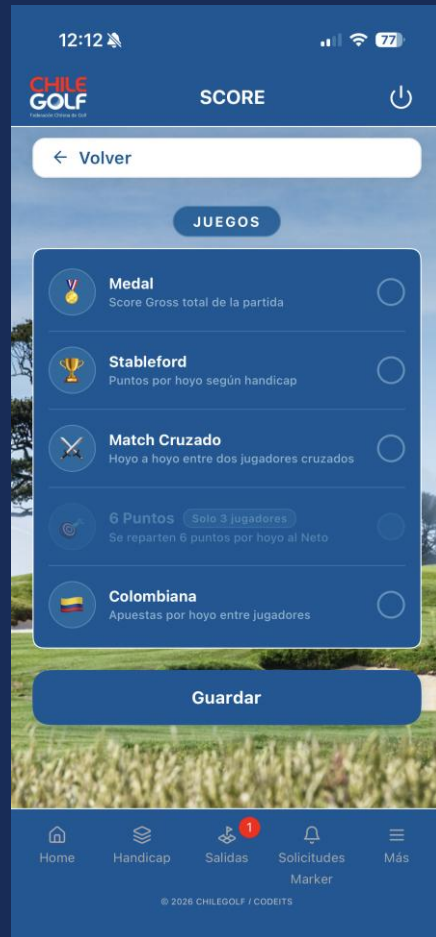 12:12
77
CHILE
GOLF
Federación Chilena de Golf
SCORE
← Volver
JUEGOS
Medal
Score Gross total de la partida
Stableford
Puntos por hoyo según handicap
Match Cruzado
Hoyo a hoyo entre dos jugadores cruzados
6 Puntos Solo 3 jugadores
Se reparten 6 puntos por hoyo al Neto
Colombiana
Apuestas por hoyo entre jugadores
Guardar
1
Home
Handicap
Salidas
Solicitudes
Marker
Más
© 2026 CHILEGOLF / CODEITS